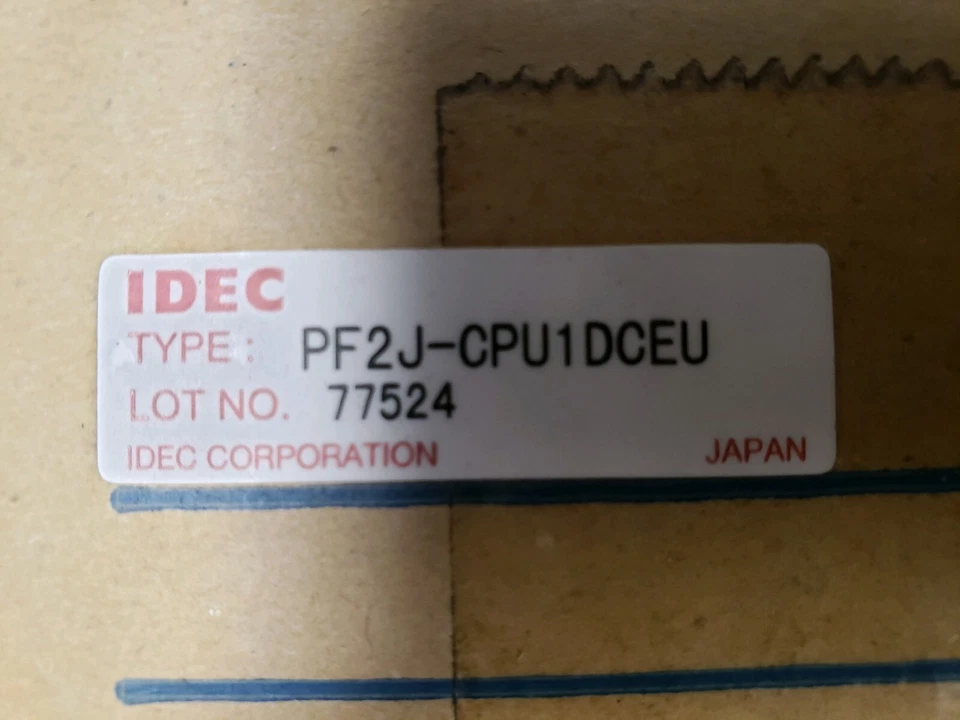 IDEC
TYPE : PF2J-CPU1DCEU
LOT NO. 77524
IDEC CORPORATION JAPAN